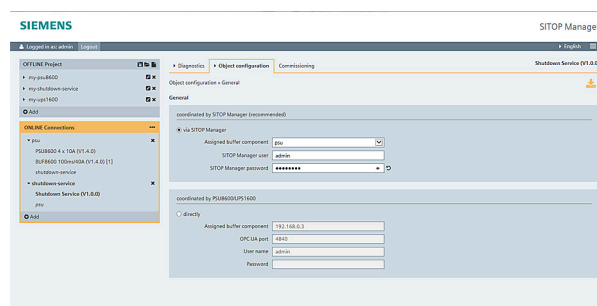 SIEMENS
SITOP Manage
Logged in as: admin Logout
English
OFFLINE Project
my-psu8600
my-shutdown-service
my-ups1600
Add
ONLINE Connections
psu
PSU8600 4 x 10A (V1.4.0)
BUF8600 100ms/40A (V1.4.0) [1]
shutdown-service
shutdown-service
Shutdown Service (V1.0.0)
psu
Add
Diagnostics Object configuration Commissioning
Shutdown Service (V1.0.0
Object configuration » General
General
coordinated by SITOP Manager (recommended)
via SITOP Manager
Assigned buffer component psu
SITOP Manager user admin
SITOP Manager password ••••••••
coordinated by PSU8600/UPS1600
directly
Assigned buffer component 192.168.0.3
OPC UA port 4840
User name admin
Password